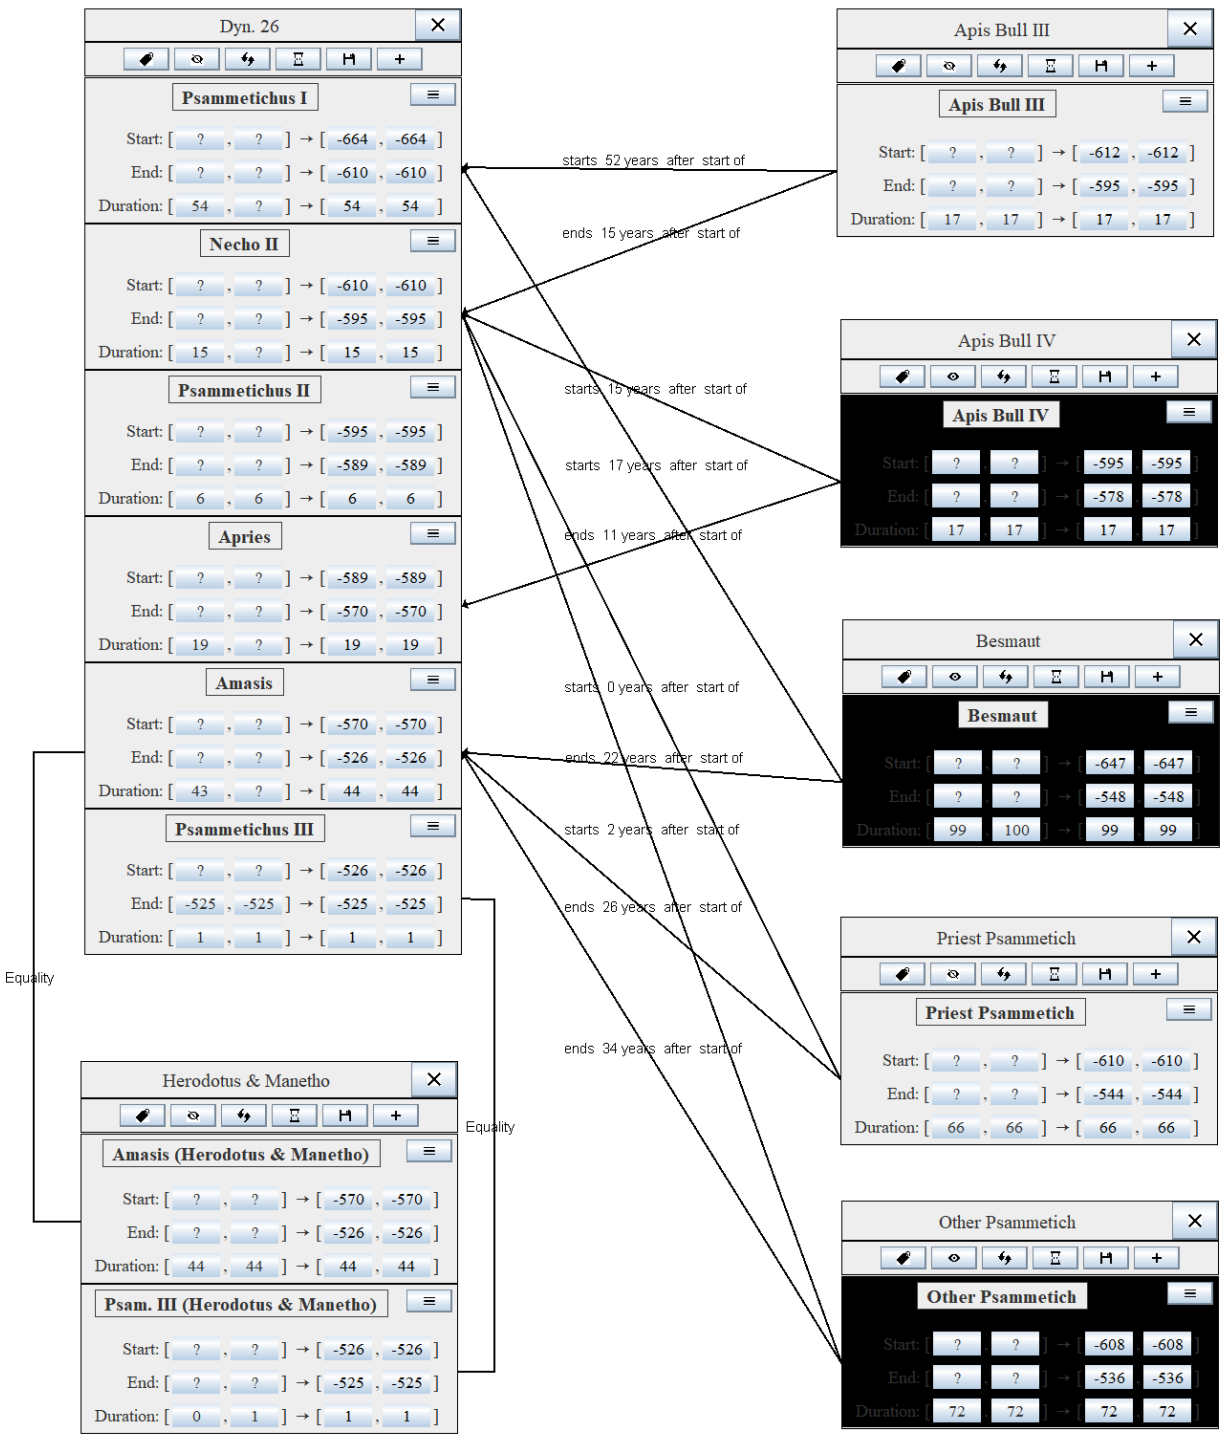 Dyn. 26
Psammetichus I
Start: [ ? , ? ] → [ -664 , -664 ]
End: [ ? , ? ] → [ -610 , -610 ]
Duration: [ 54 , ? ] → [ 54 , 54 ]
Necho II
Start: [ ? , ? ] → [ -610 , -610 ]
End: [ ? , ? ] → [ -595 , -595 ]
Duration: [ 15 , ? ] → [ 15 , 15 ]
Psammetichus II
Start: [ ? , ? ] → [ -595 , -595 ]
End: [ ? , ? ] → [ -589 , -589 ]
Duration: [ 6 , 6 ] → [ 6 , 6 ]
Apries
Start: [ ? , ? ] → [ -589 , -589 ]
End: [ ? , ? ] → [ -570 , -570 ]
Duration: [ 19 , ? ] → [ 19 , 19 ]
Amasis
Start: [ ? , ? ] → [ -570 , -570 ]
End: [ ? , ? ] → [ -526 , -526 ]
Duration: [ 43 , ? ] → [ 44 , 44 ]
Psammetichus III
Start: [ ? , ? ] → [ -526 , -526 ]
End: [ -525 , -525 ] → [ -525 , -525 ]
Duration: [ 1 , 1 ] → [ 1 , 1 ]
Equality
Equality
Herodotus & Manetho
Amasis (Herodotus & Manetho)
Start: [ ? , ? ] → [ -570 , -570 ]
End: [ ? , ? ] → [ -526 , -526 ]
Duration: [ 44 , 44 ] → [ 44 , 44 ]
Psam. III (Herodotus & Manetho)
Start: [ ? , ? ] → [ -526 , -526 ]
End: [ ? , ? ] → [ -525 , -525 ]
Duration: [ 0 , 1 ] → [ 1 , 1 ]
starts 52 years after start of
ends 15 years after start of
starts 15 years after start of
starts 17 years after start of
ends 11 years after start of
starts 0 years after start of
ends 22 years after start of
starts 2 years after start of
ends 26 years after start of
ends 34 years after start of
Apis Bull III
Apis Bull III
Start: [ ? , ? ] → [ -612 , -612 ]
End: [ ? , ? ] → [ -595 , -595 ]
Duration: [ 17 , 17 ] → [ 17 , 17 ]
Apis Bull IV
Apis Bull IV
Start: [ ? , ? ] → [ -595 , -595 ]
End: [ ? , ? ] → [ -578 , -578 ]
Duration: [ 17 , 17 ] → [ 17 , 17 ]
Besmaut
Besmaut
Start: [ ? , ? ] → [ -647 , -647 ]
End: [ ? , ? ] → [ -548 , -548 ]
Duration: [ 99 , 100 ] → [ 99 , 99 ]
Priest Psammetich
Priest Psammetich
Start: [ ? , ? ] → [ -610 , -610 ]
End: [ ? , ? ] → [ -544 , -544 ]
Duration: [ 66 , 66 ] → [ 66 , 66 ]
Other Psammetich
Other Psammetich
Start: [ ? , ? ] → [ -608 , -608 ]
End: [ ? , ? ] → [ -536 , -536 ]
Duration: [ 72 , 72 ] → [ 72 , 72 ]